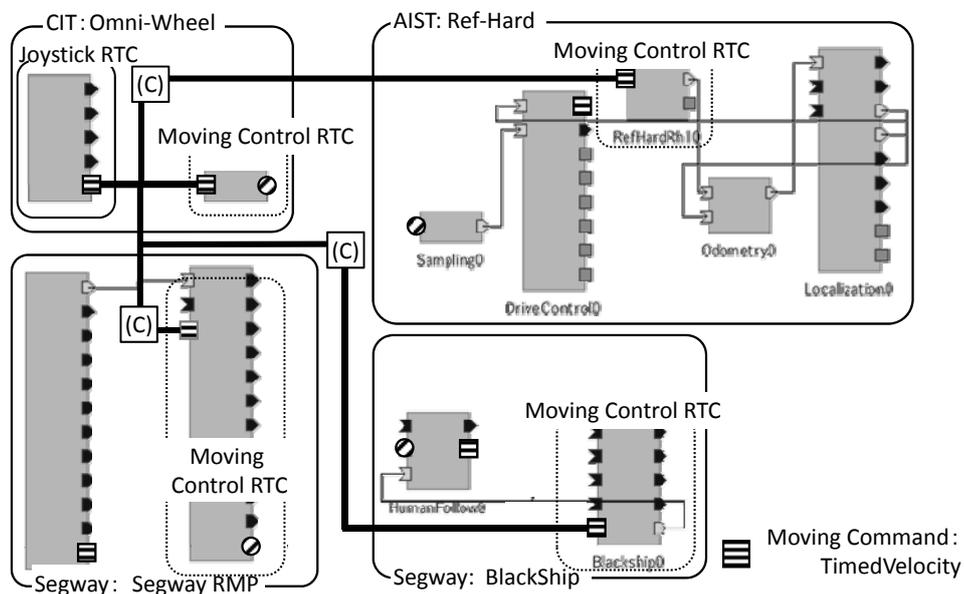 CIT: Omni-Wheel
Joystick RTC
(C)
Moving Control RTC
AIST: Ref-Hard
Moving Control RTC
RefHardRh10
Sampling0
DriveControl0
Odometry0
Localization0
(C)
(C)
Moving
Control RTC
Segway: Segway RMP
Moving Control RTC
HumanFollow0
Blackship0
Segway: BlackShip
Moving Command:
TimedVelocity